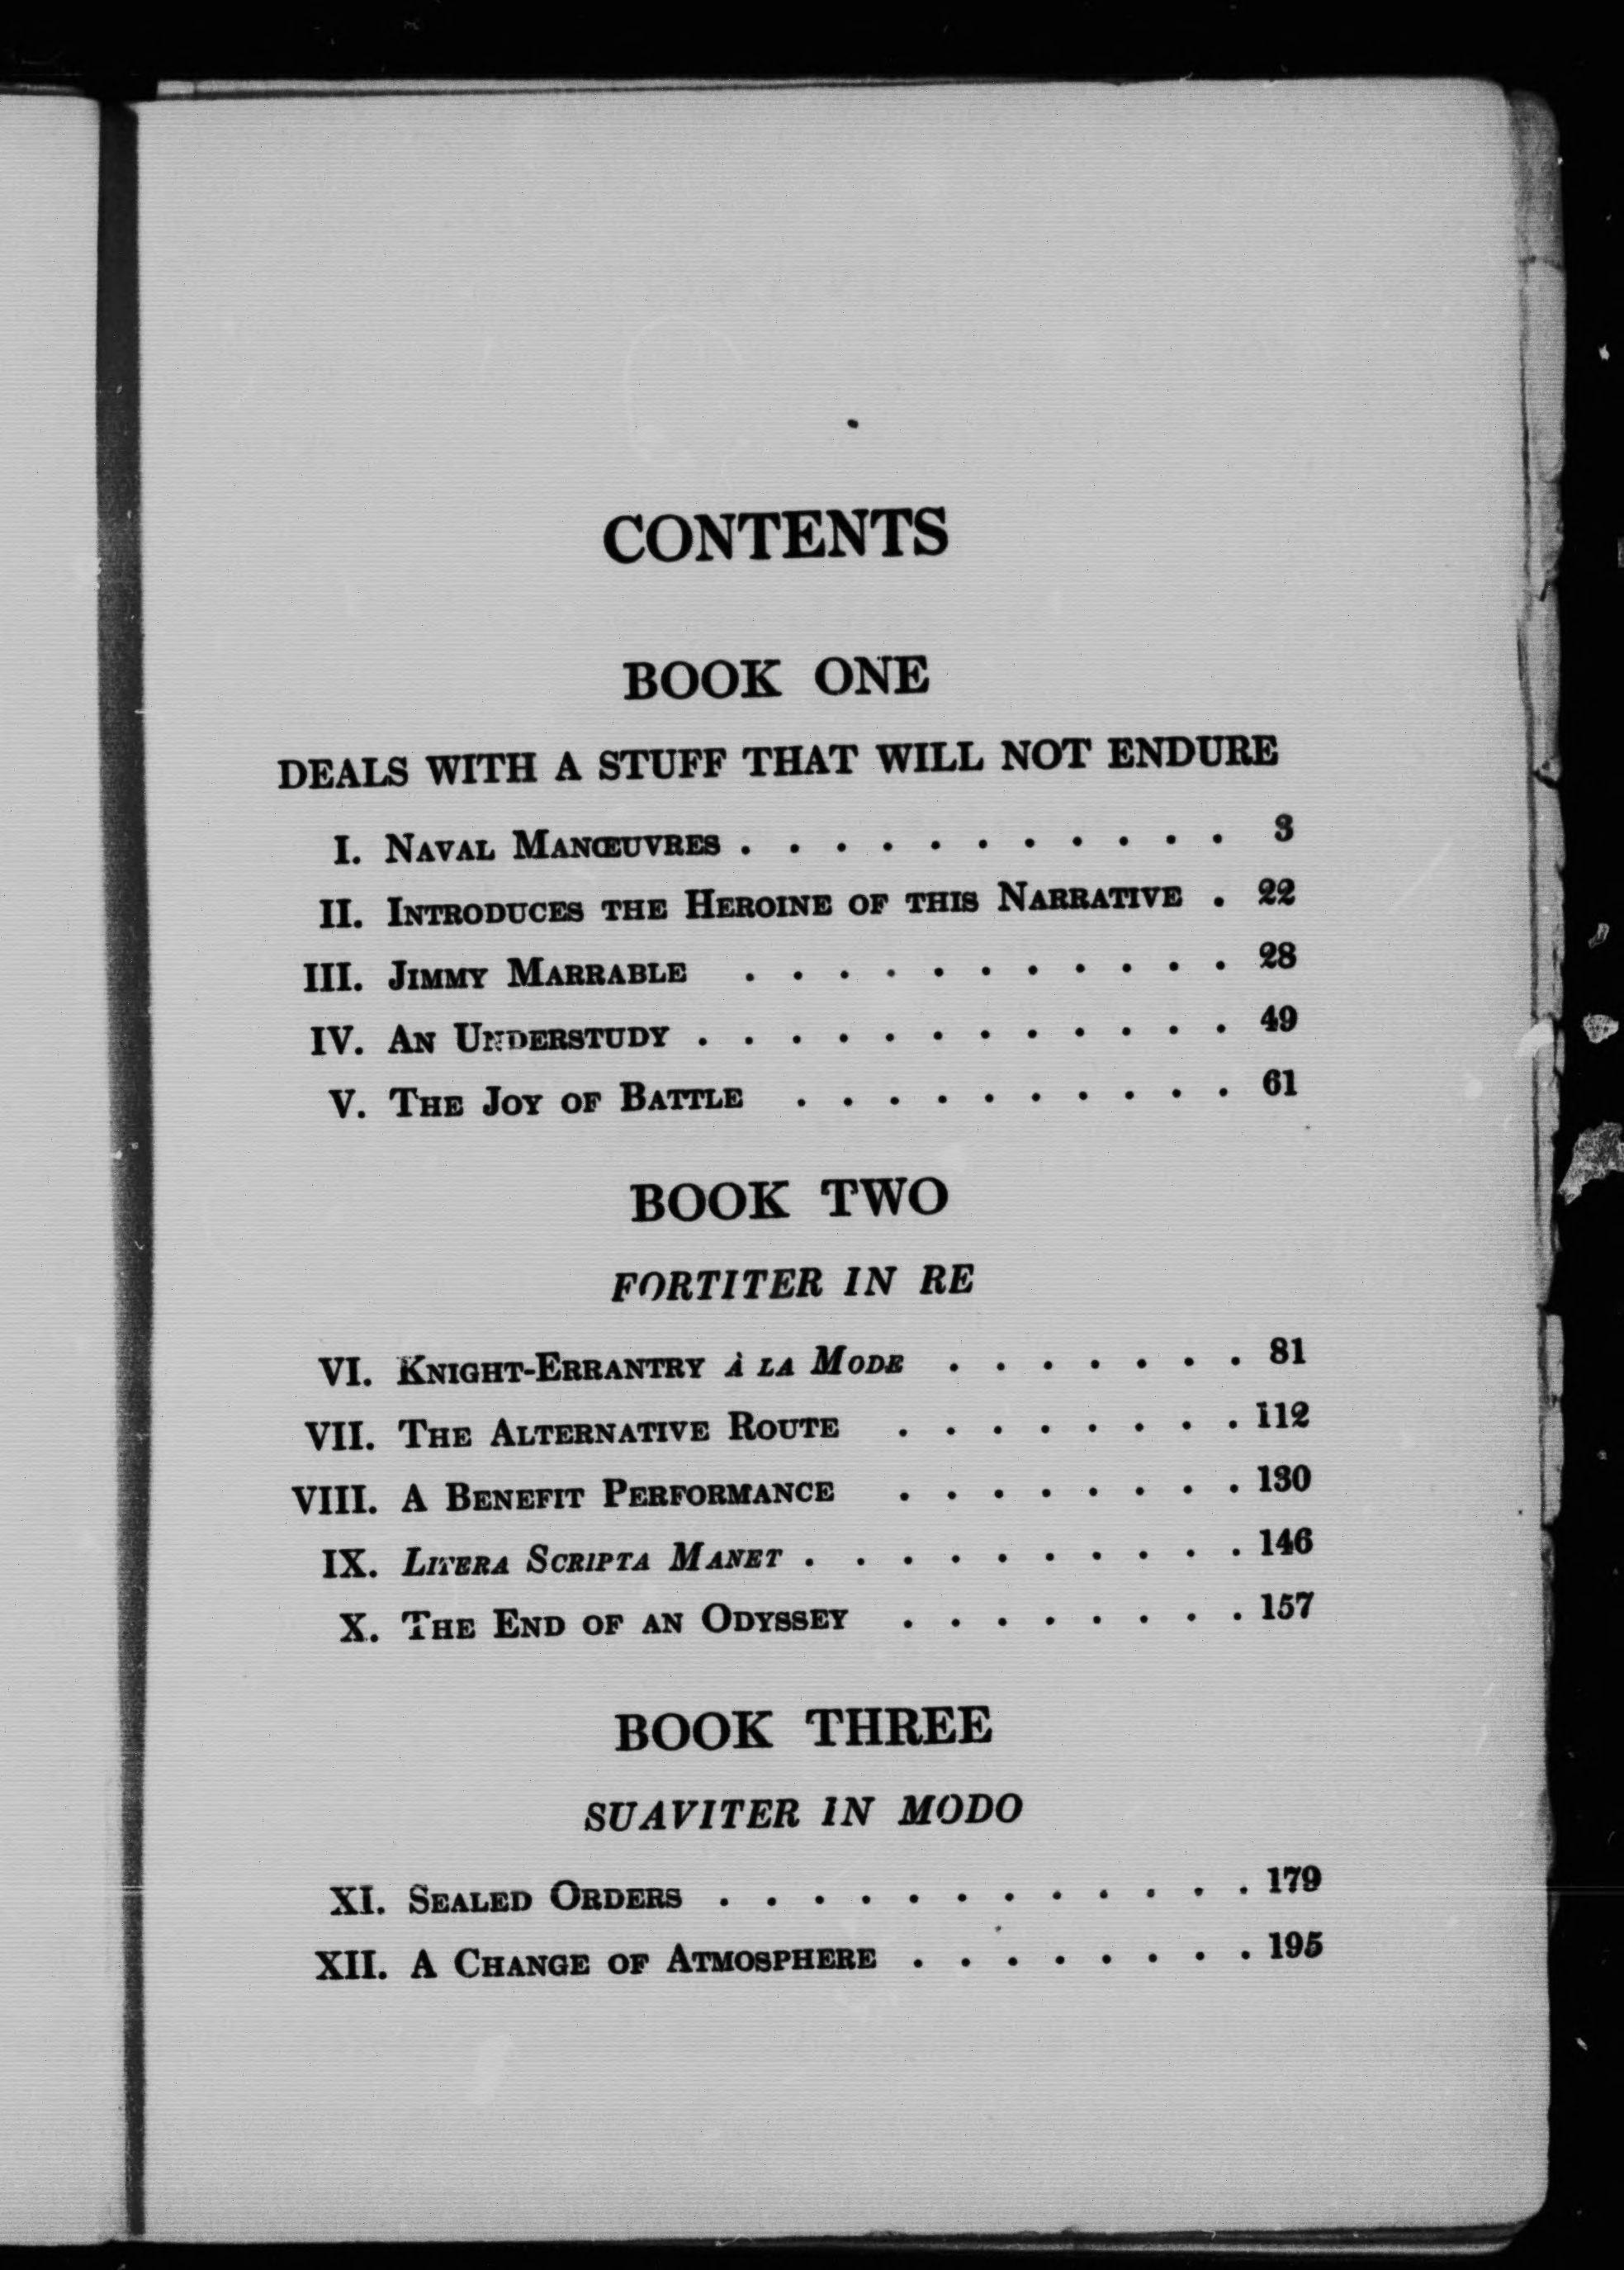 CONTENTS
BOOK ONE
DEALS WITH A STUFF THAT WILL NOT ENDURE
I. Naval Manœuvres . . . . . . . . . . . 3
II. Introduces the Heroine of this Narrative . 22
III. Jimmy Marrable . . . . . . . . . . . 28
IV. An Understudy . . . . . . . . . . . . 49
V. The Joy of Battle . . . . . . . . . . 61
BOOK TWO
FORTITER IN RE
VI. Knight-Errantry à la Mode . . . . . . . 81
VII. The Alternative Route . . . . . . . . 112
VIII. A Benefit Performance . . . . . . . . 130
IX. Litera Scripta Manet . . . . . . . . . . 146
X. The End of an Odyssey . . . . . . . . 157
BOOK THREE
SUAVITER IN MODO
XI. Sealed Orders . . . . . . . . . . . . 179
XII. A Change of Atmosphere . . . . . . . . 195